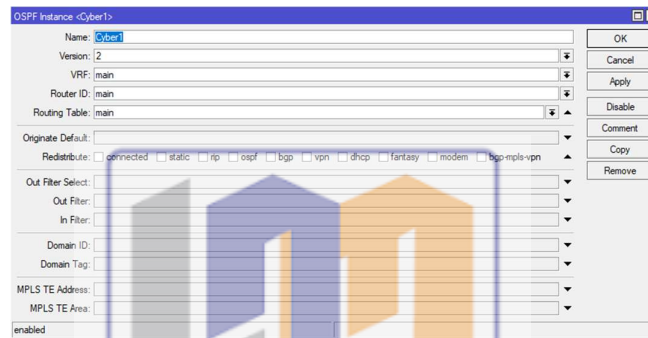 OSPF Instance <Cyber1>
Name: Cyber1
OK
Version: 2
Cancel
VRF: main
Apply
Router ID: main
Routing Table: main
Disable
Comment
Originate Default:
Copy
Redistribute: connected static rip ospf bgp vpn dhcp fantasy modem bgp-mpls-vpn
Remove
Out Filter Select:
Out Filter:
In Filter:
Domain ID:
Domain Tag:
MPLS TE Address:
MPLS TE Area:
enabled